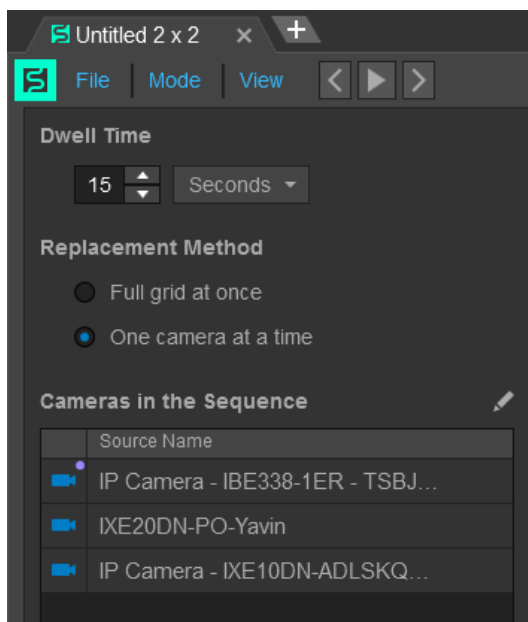 Untitled 2 x 2
File Mode View
Dwell Time
15 Seconds
Replacement Method
Full grid at once
One camera at a time
Cameras in the Sequence
Source Name
IP Camera - IBE338-1ER - TSBJ...
IXE20DN-PO-Yavin
IP Camera - IXE10DN-ADLSKQ...